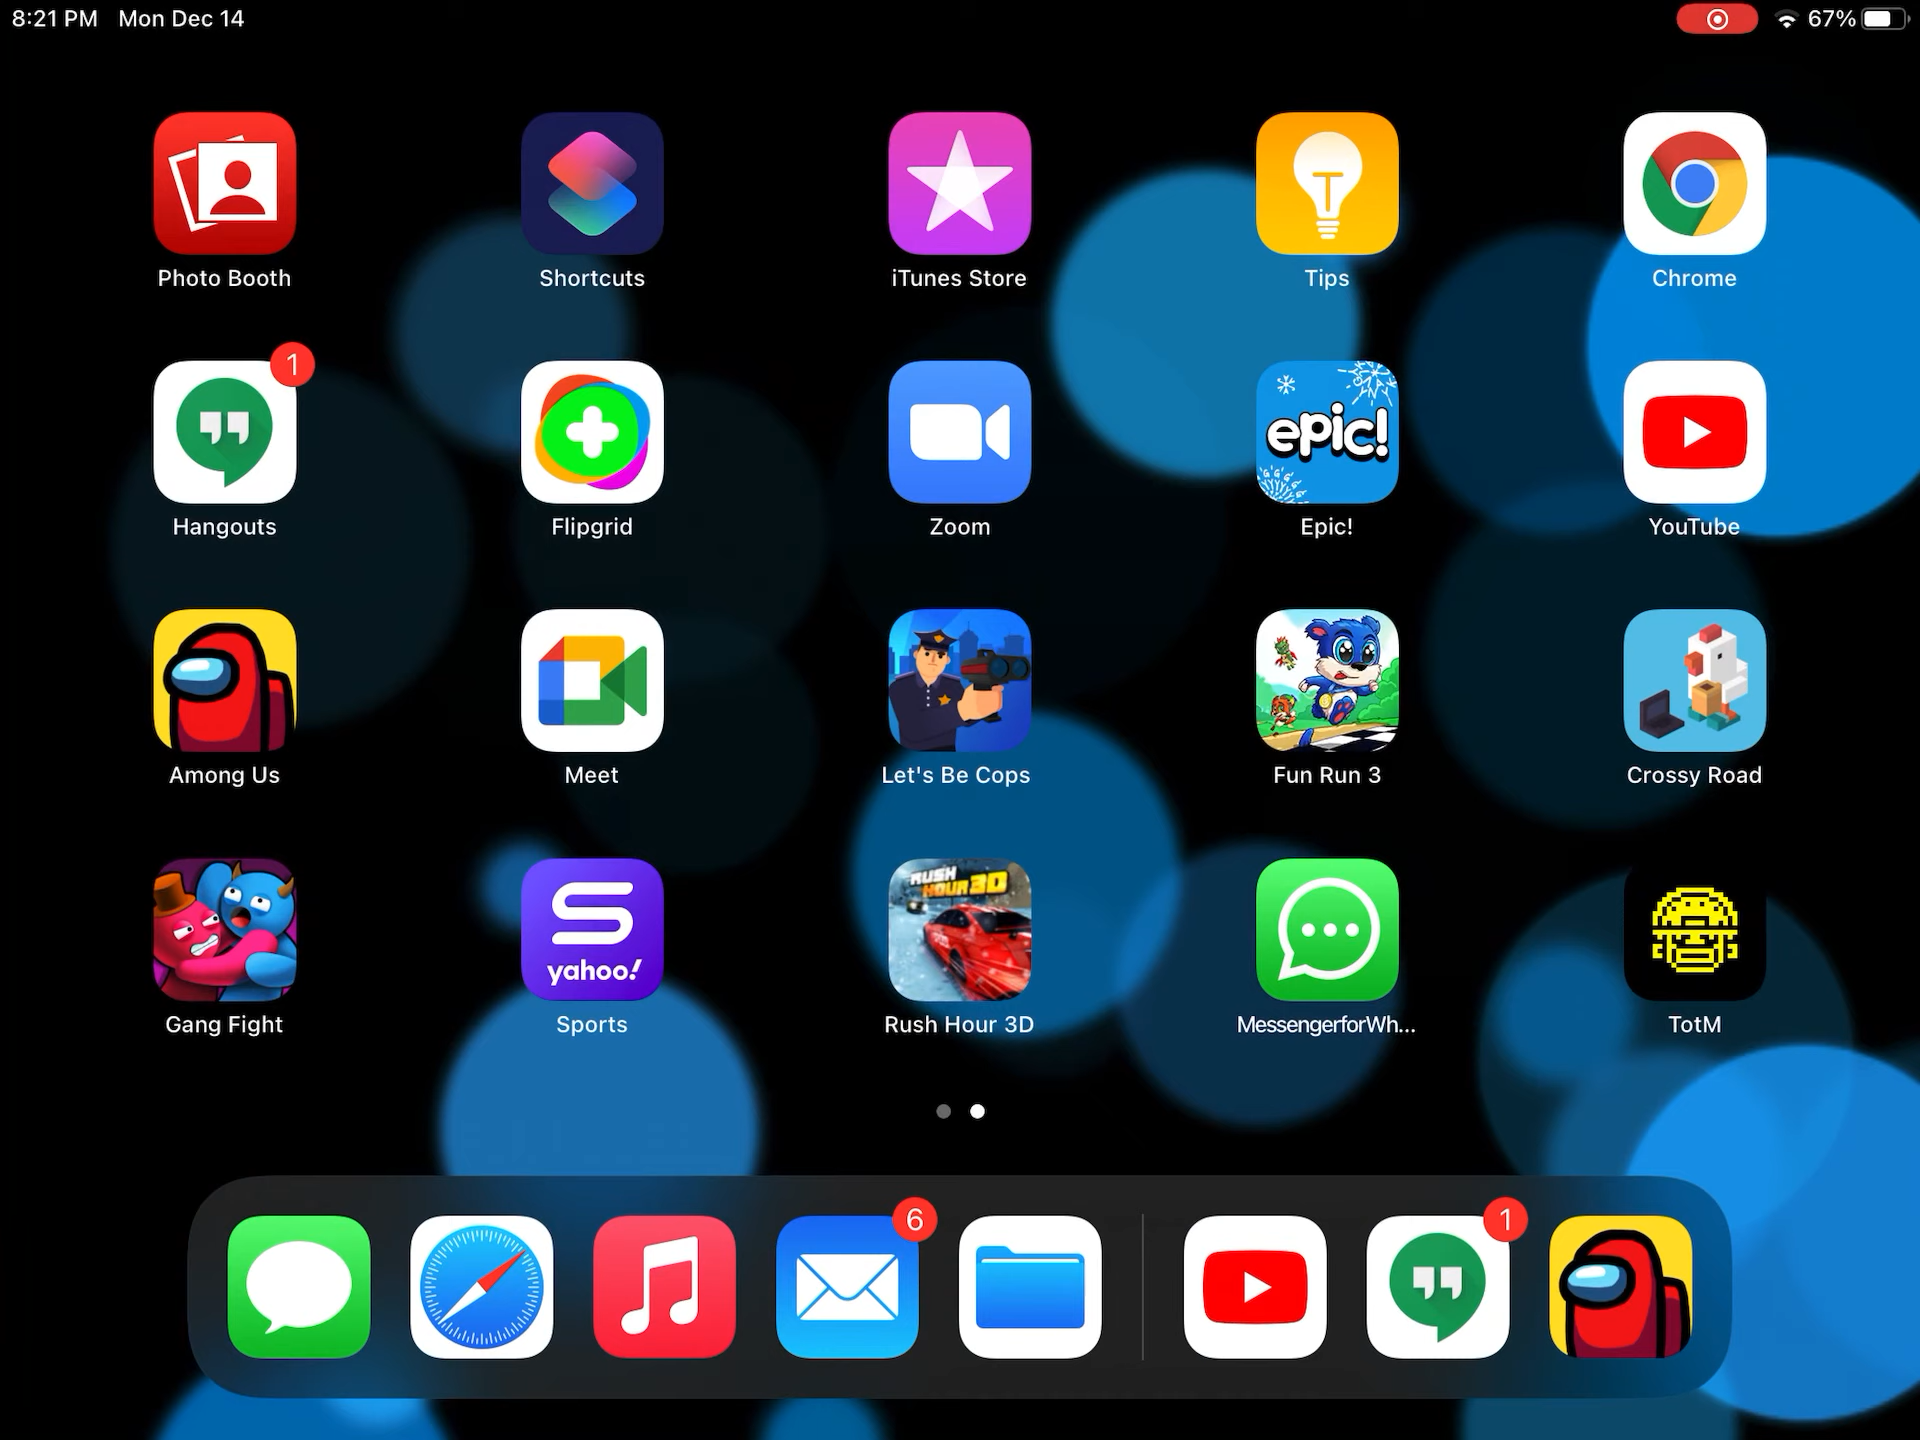 8:21 PM Mon Dec 14
67%
Photo Booth
Shortcuts
iTunes Store
Tips
Chrome
1
epic!
Hangouts
Flipgrid
Zoom
Epic!
YouTube
Among Us
Meet
Let's Be Cops
Fun Run 3
Crossy Road
yahoo!
RUSH
HOUR 3D
Gang Fight
Sports
Rush Hour 3D
MessengerforWh...
TotM
6
1